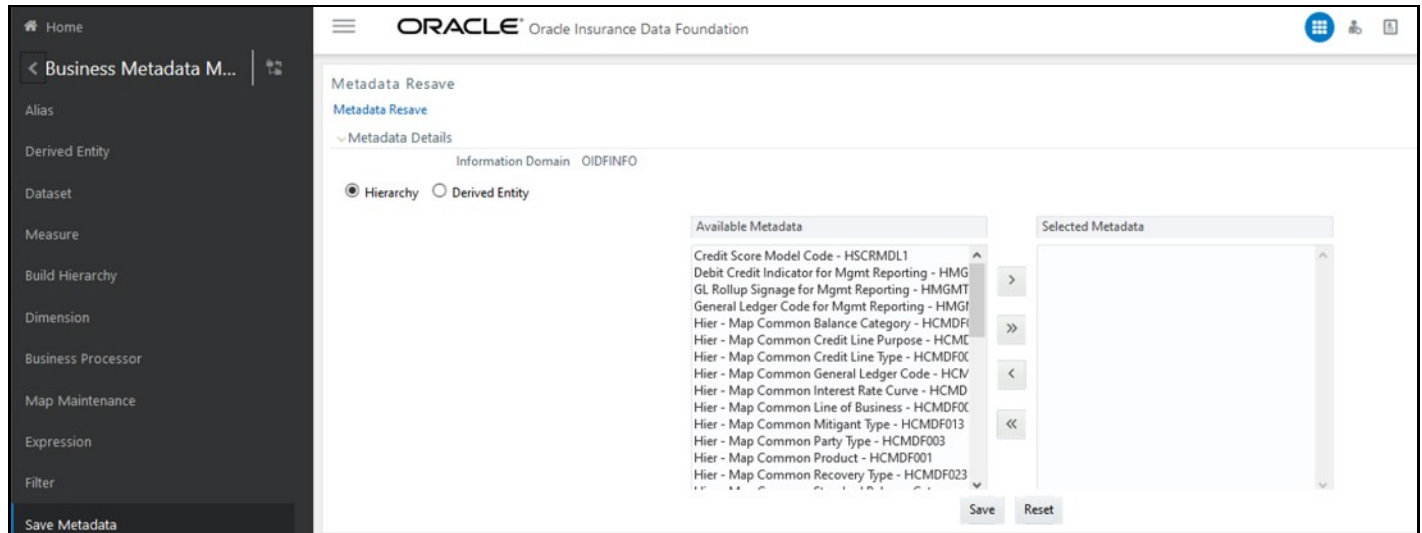 Home
Business Metadata M...
Alias
Derived Entity
Dataset
Measure
Build Hierarchy
Dimension
Business Processor
Map Maintenance
Expression
Filter
Save Metadata
ORACLE Oracle Insurance Data Foundation
Metadata Resave
Metadata Resave
Metadata Details
Information Domain OIDFINFO
Hierarchy Derived Entity
Available Metadata
Credit Score Model Code - HSCRMDL1
Debit Credit Indicator for Mgmt Reporting - HMG
GL Rollup Signage for Mgmt Reporting - HMGMT
General Ledger Code for Mgmt Reporting - HMG
Hier - Map Common Balance Category - HCMDF
Hier - Map Common Credit Line Purpose - HCMD
Hier - Map Common Credit Line Type - HCMDF00
Hier - Map Common General Ledger Code - HCM
Hier - Map Common Interest Rate Curve - HCMD
Hier - Map Common Line of Business - HCMDF00
Hier - Map Common Mitigant Type - HCMDF013
Hier - Map Common Party Type - HCMDF003
Hier - Map Common Product - HCMDF001
Hier - Map Common Recovery Type - HCMDF023
Selected Metadata
Save Reset